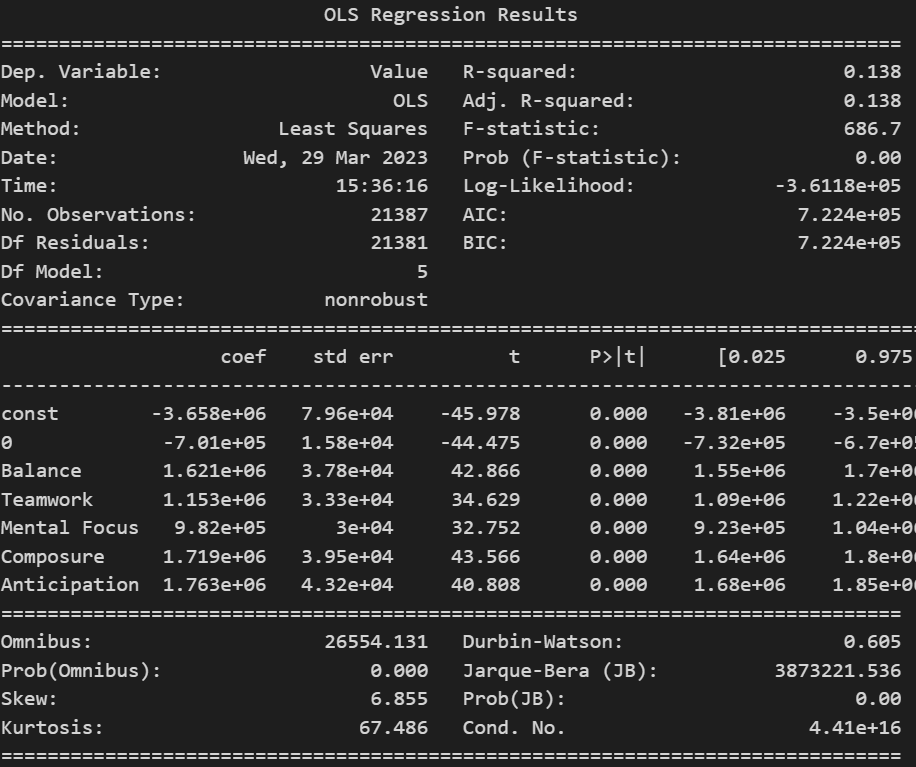 OLS Regression Results
==============================================================================
Dep. Variable: Value R-squared: 0.138
Model: OLS Adj. R-squared: 0.138
Method: Least Squares F-statistic: 686.7
Date: Wed, 29 Mar 2023 Prob (F-statistic): 0.00
Time: 15:36:16 Log-Likelihood: -3.6118e+05
No. Observations: 21387 AIC: 7.224e+05
Df Residuals: 21381 BIC: 7.224e+05
Df Model: 5
Covariance Type: nonrobust
===============================================================================
coef std err t P>|t| [0.025 0.975
-------------------------------------------------------------------------------
const -3.658e+06 7.96e+04 -45.978 0.000 -3.81e+06 -3.5e+0
0 -7.01e+05 1.58e+04 -44.475 0.000 -7.32e+05 -6.7e+0
Balance 1.621e+06 3.78e+04 42.866 0.000 1.55e+06 1.7e+0
Teamwork 1.153e+06 3.33e+04 34.629 0.000 1.09e+06 1.22e+0
Mental Focus 9.82e+05 3e+04 32.752 0.000 9.23e+05 1.04e+0
Composure 1.719e+06 3.95e+04 43.566 0.000 1.64e+06 1.8e+0
Anticipation 1.763e+06 4.32e+04 40.808 0.000 1.68e+06 1.85e+0
==============================================================================
Omnibus: 26554.131 Durbin-Watson: 0.605
Prob(Omnibus): 0.000 Jarque-Bera (JB): 3873221.536
Skew: 6.855 Prob(JB): 0.00
Kurtosis: 67.486 Cond. No. 4.41e+16
==============================================================================